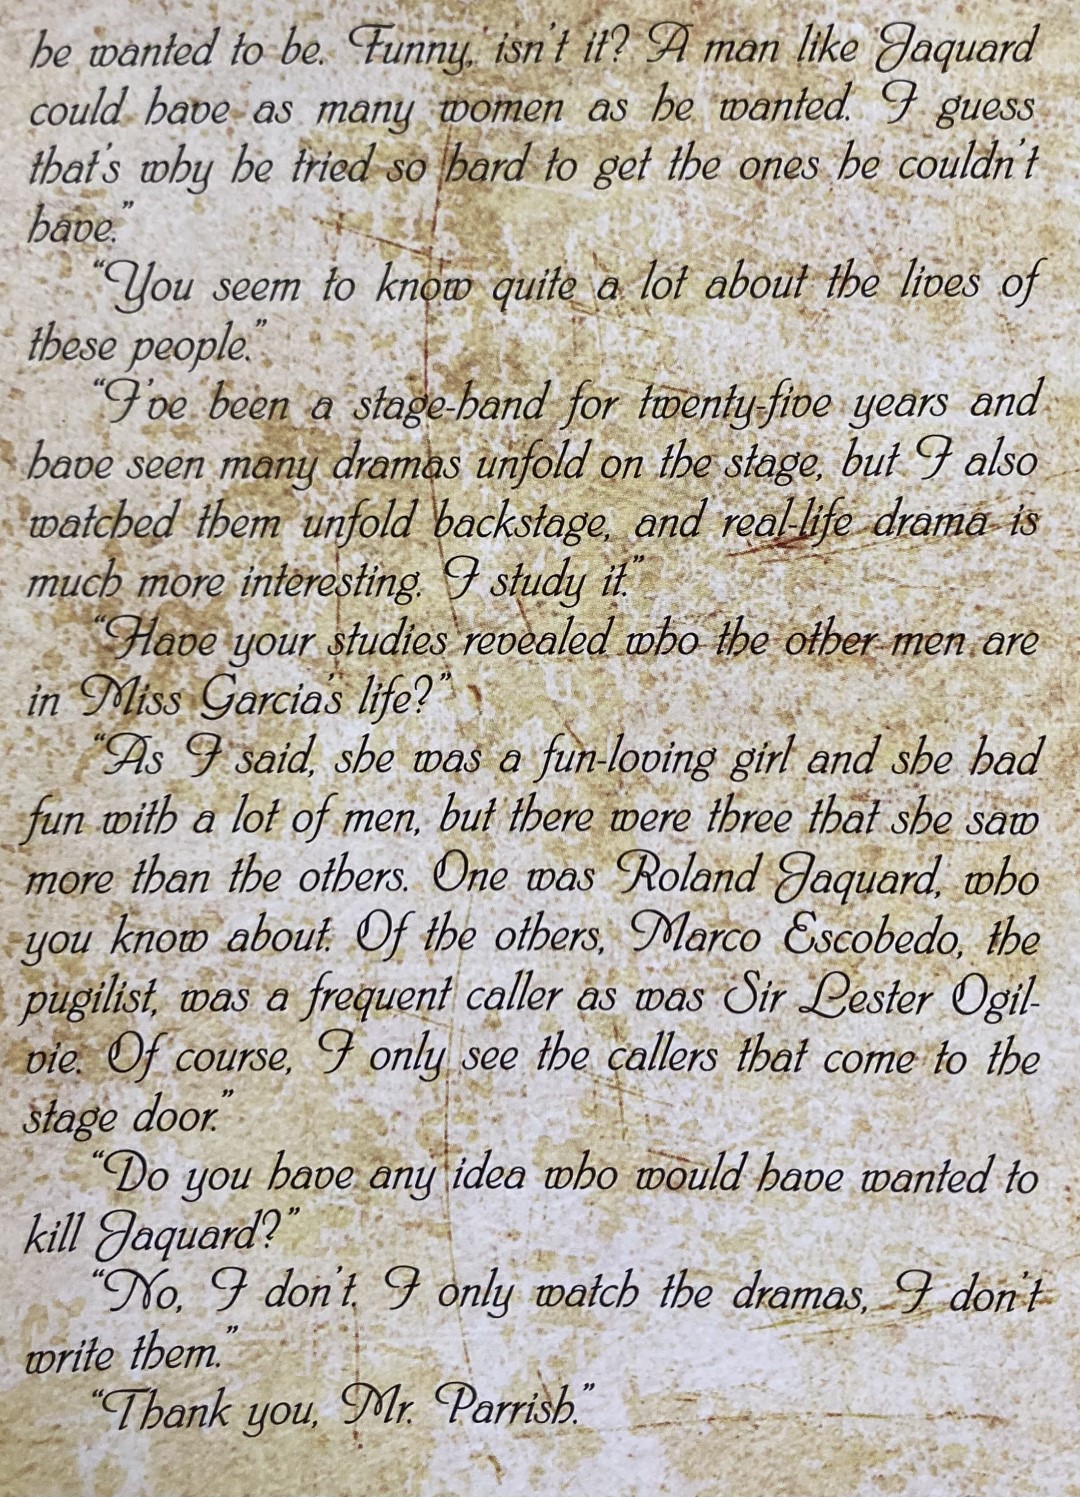 he wanted to be. Funny, isn't it? A man like Jaquard
could have as many women as he wanted. I guess
that's why he tried so hard to get the ones he couldn't
have."
"You seem to know quite a lot about the lives of
these people."
"I've been a stage-hand for twenty-five years and
have seen many dramas unfold on the stage, but I also
watched them unfold backstage, and real-life drama is
much more interesting. I study it."
"Have your studies revealed who the other men are
in Miss Garcia's life?"
"As I said, she was a fun-loving girl and she had
fun with a lot of men, but there were three that she saw
more than the others. One was Roland Jaquard, who
you know about. Of the others, Marco Escobedo, the
pugilist, was a frequent caller as was Sir Lester Ogil-
vie. Of course, I only see the callers that come to the
stage door."
"Do you have any idea who would have wanted to
kill Jaquard?"
"No, I don't. I only watch the dramas, I don't
write them."
"Thank you, Mr. Parrish."